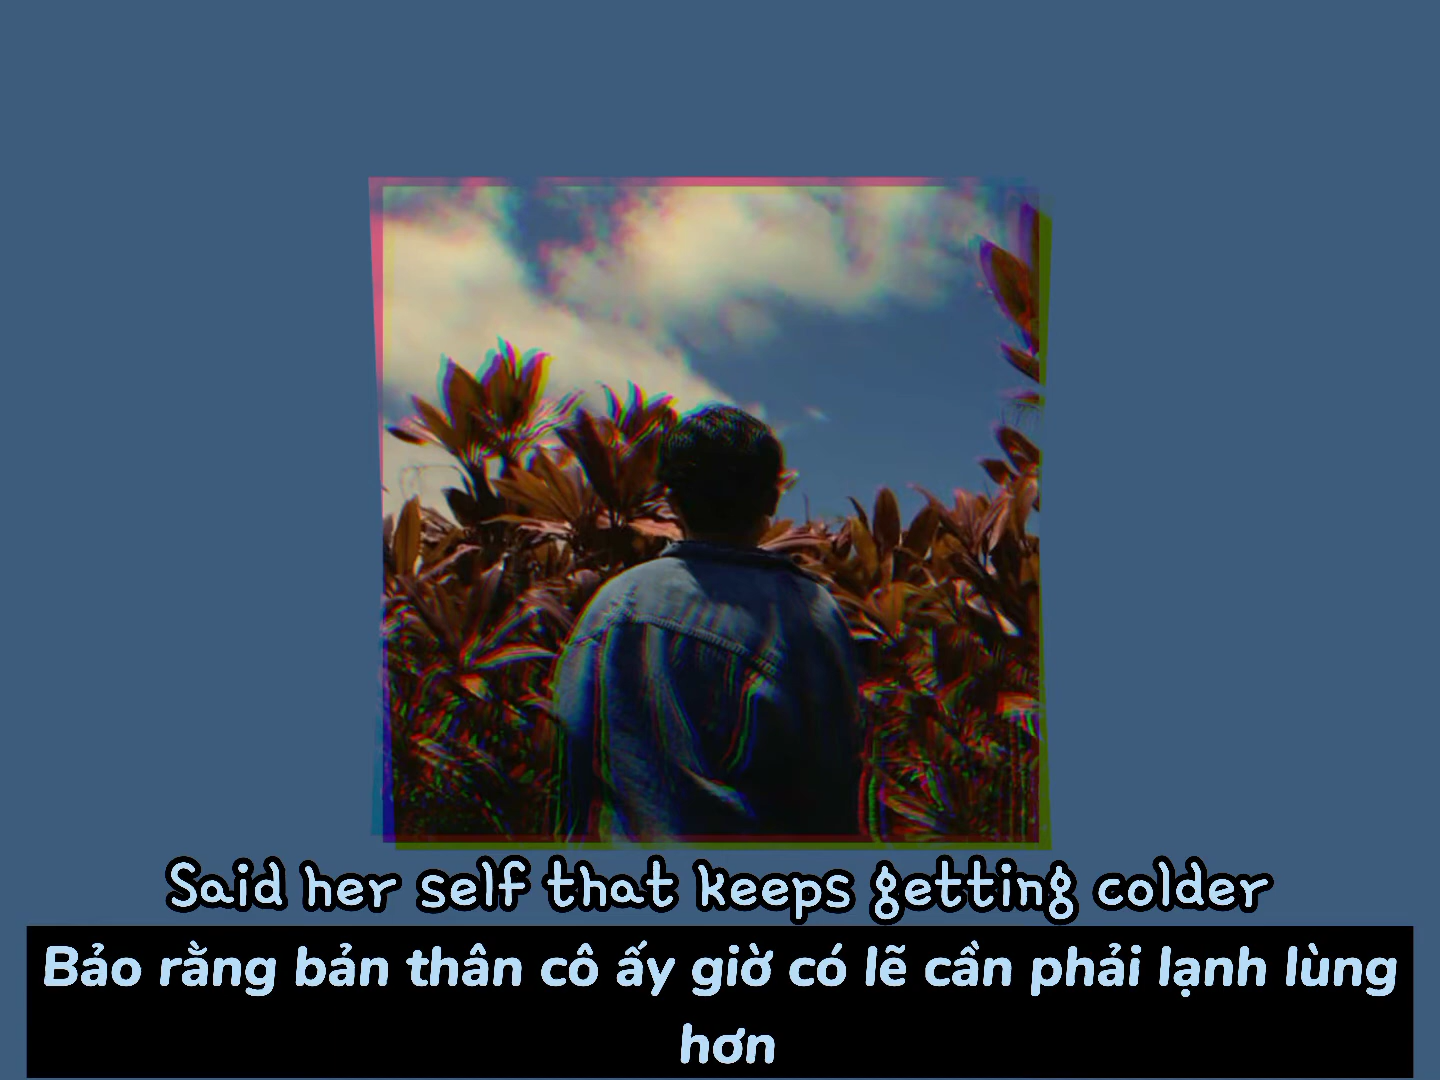 Said her self that keeps getting colder
Bảo rằng bản thân cô ấy giờ có lẽ cần phải lạnh lùng
hơn